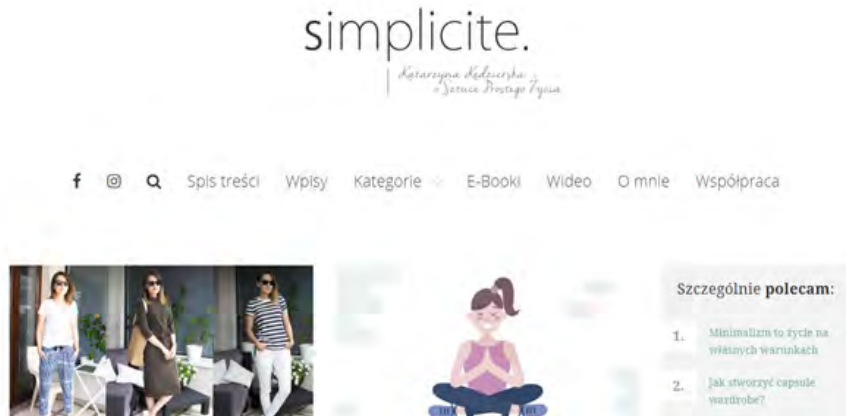 simplicite.
Katarzyna Kędzierska
o Sztuce Prostego Życia
Spis treści Wpisy Kategorie E-Booki Wideo O mnie Współpraca
Szczególnie polecam:
1. Minimalizm to życie na
własnych warunkach
2. Jak stworzyć capsule
wardrobe?